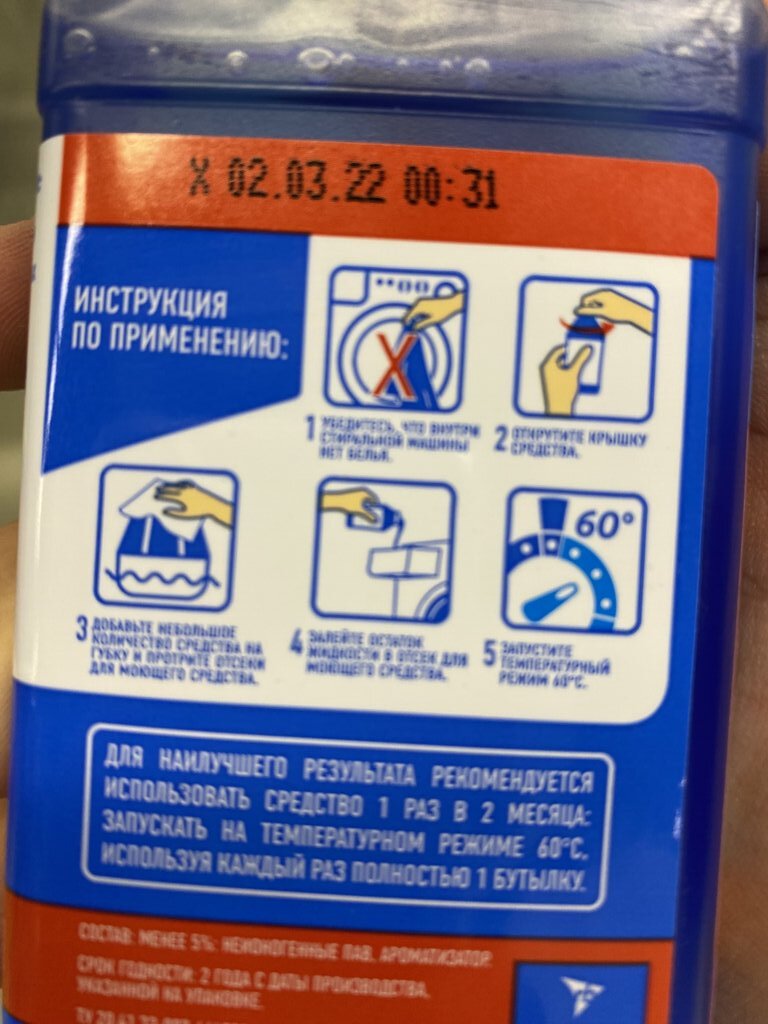 X 02.03.22 00:31
ИНСТРУКЦИЯ
ПО ПРИМЕНЕНИЮ:
X
1 УБЕДИТЕСЬ, ЧТО ВНУТРИ
СТИРАЛЬНОЙ МАШИНЫ
НЕТ БЕЛЬЯ.
2 ОТКРУТИТЕ КРЫШКУ
СРЕДСТВА.
60°
3 ДОБАВЬТЕ НЕБОЛЬШОЕ
КОЛИЧЕСТВО СРЕДСТВА НА
ГУБКУ И ПРОТРИТЕ ОТСЕКИ
ДЛЯ МОЮЩЕГО СРЕДСТВА.
4 ЗАЛЕЙТЕ ОСТАТОК
ЖИДКОСТИ В ОТСЕК ДЛЯ
МОЮЩЕГО СРЕДСТВА.
5 ЗАПУСТИТЕ
ТЕМПЕРАТУРНЫЙ
РЕЖИМ 60°С.
ДЛЯ НАИЛУЧШЕГО РЕЗУЛЬТАТА РЕКОМЕНДУЕТСЯ
ИСПОЛЬЗОВАТЬ СРЕДСТВО 1 РАЗ В 2 МЕСЯЦА:
ЗАПУСКАТЬ НА ТЕМПЕРАТУРНОМ РЕЖИМЕ 60°С.
ИСПОЛЬЗУЯ КАЖДЫЙ РАЗ ПОЛНОСТЬЮ 1 БУТЫЛКУ.
СОСТАВ: МЕНЕЕ 5%: НЕИОНОГЕННЫЕ ПАВ, АРОМАТИЗАТОР.
СРОК ГОДНОСТИ: 2 ГОДА С ДАТЫ ПРОИЗВОДСТВА,
УКАЗАННОЙ НА УПАКОВКЕ.